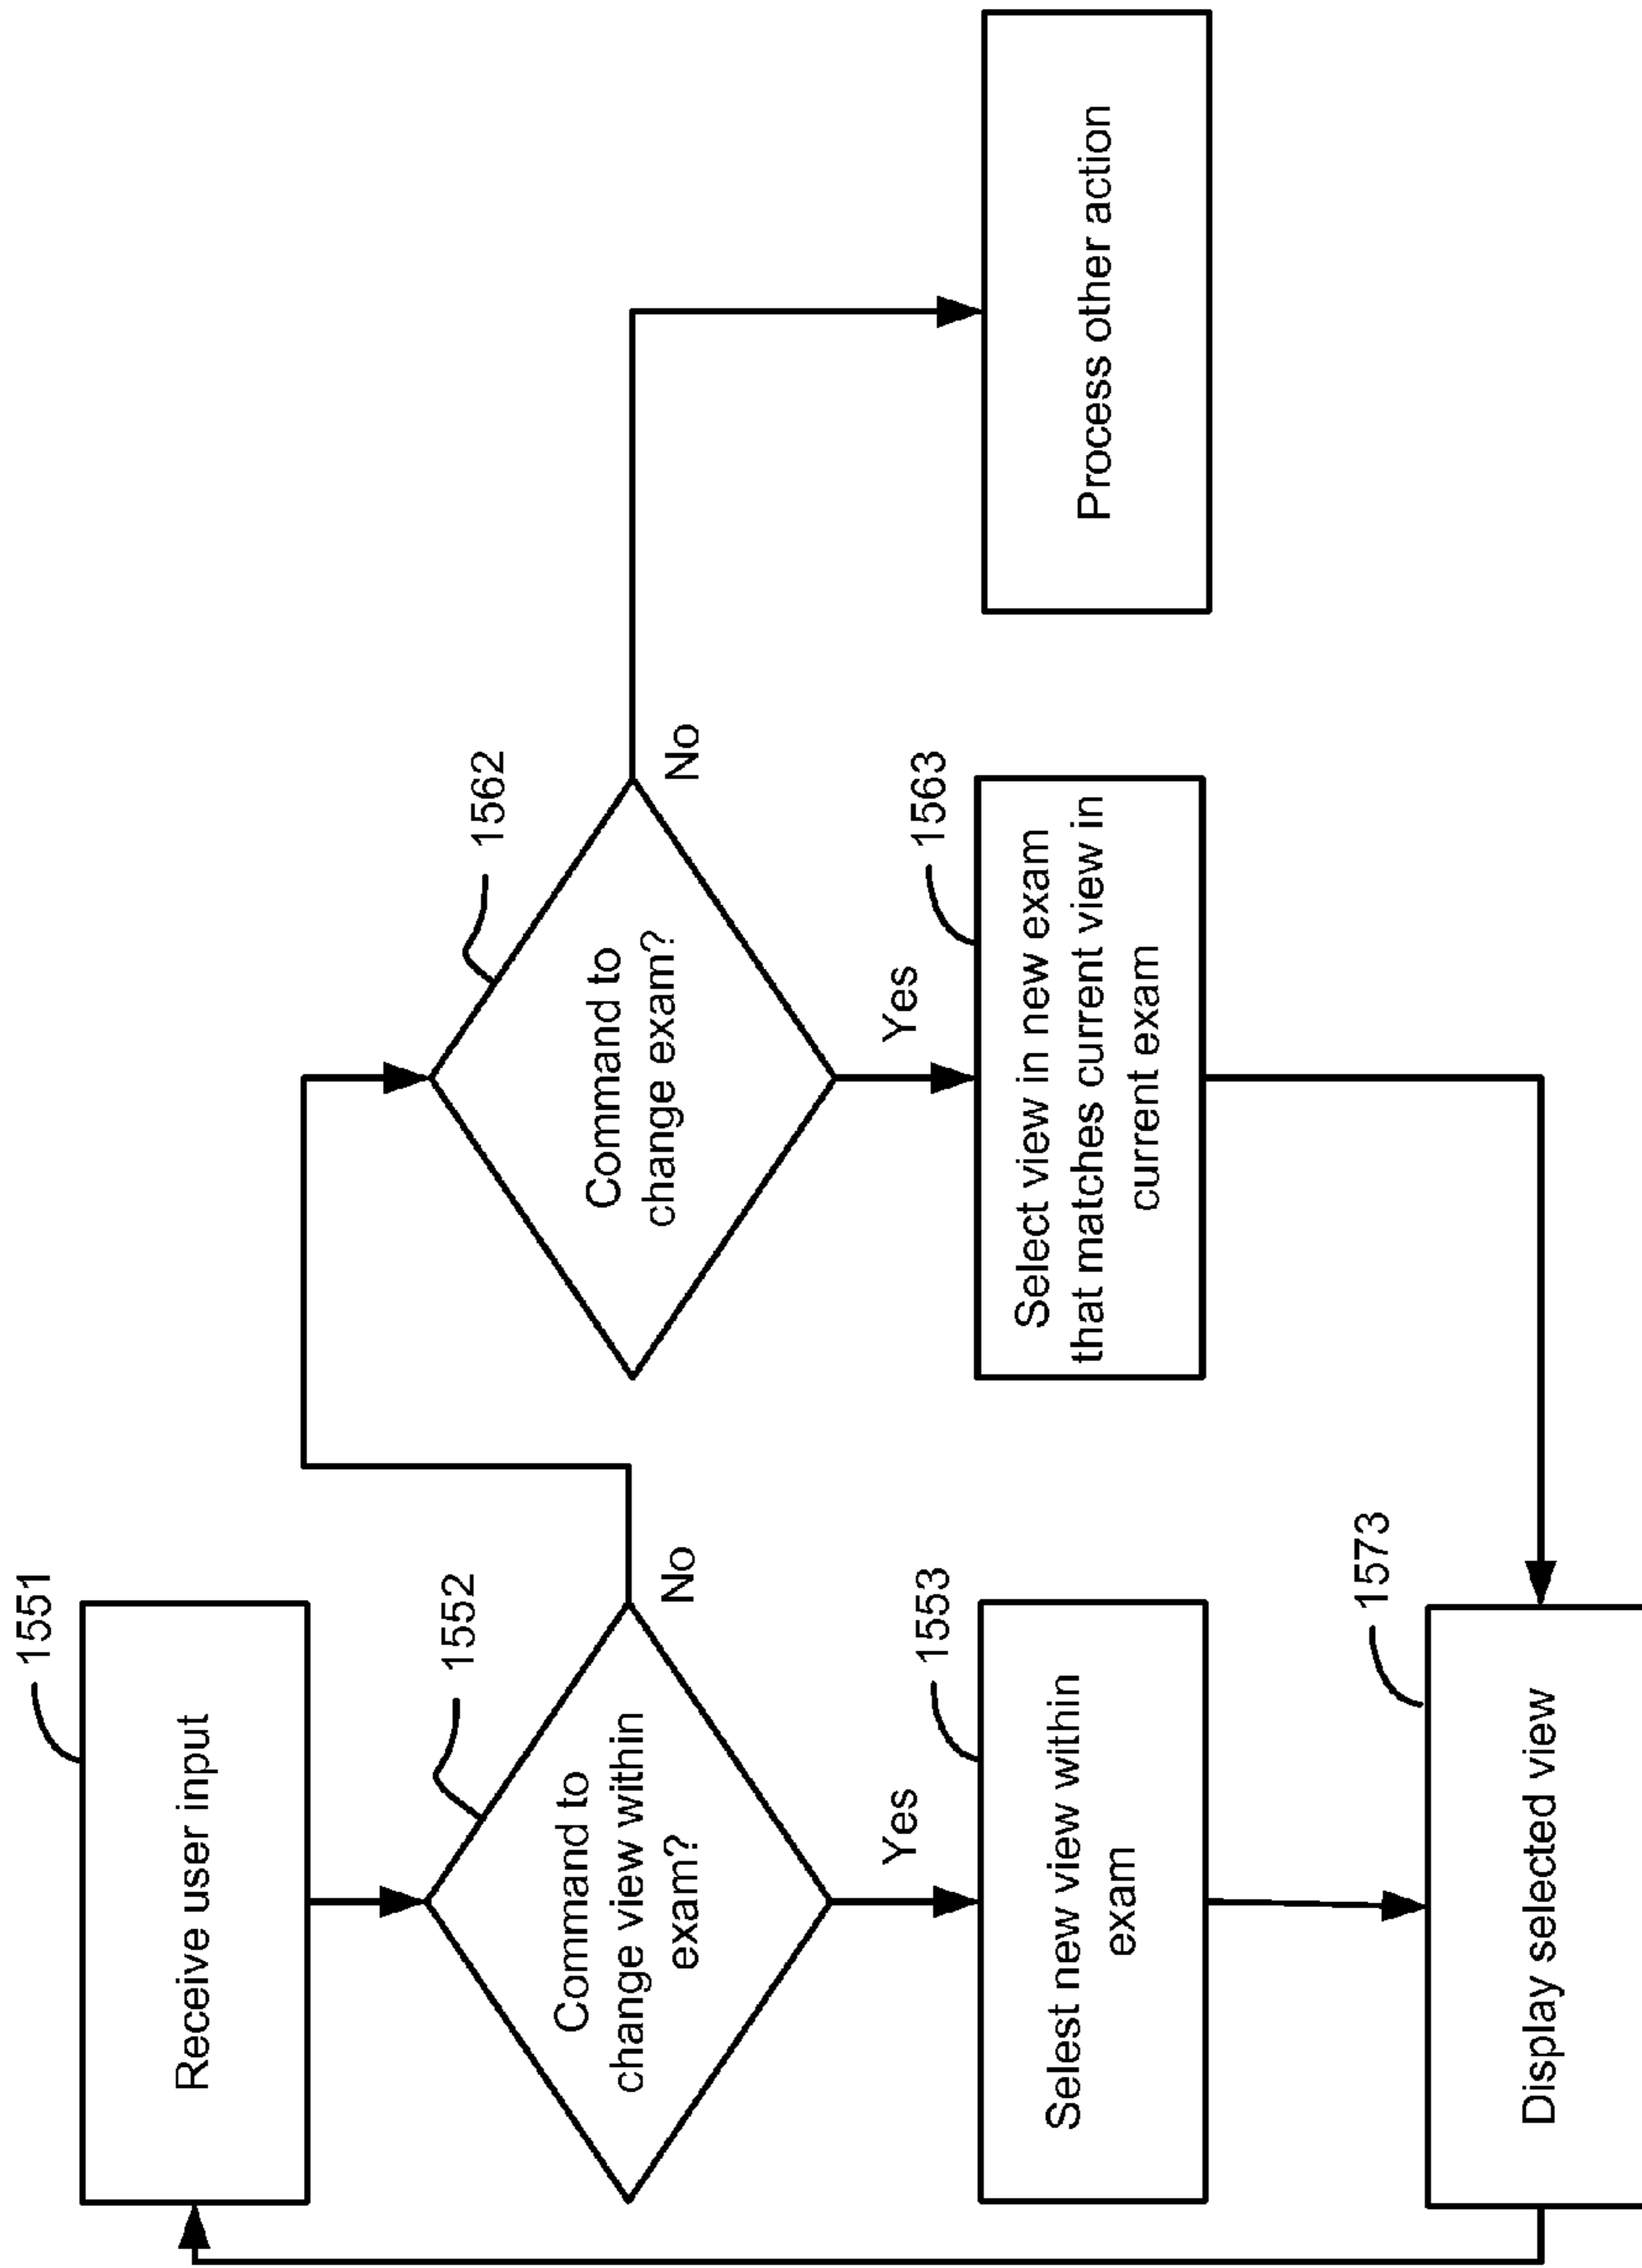 1551
Receive user input
1552
Command to
change view within
exam?
No
Yes
1553
Selest new view within
exam
1562
Command to
change exam?
No
Yes
1563
Select view in new exam
that matches current view in
current exam
Process other action
1573
Display selected view